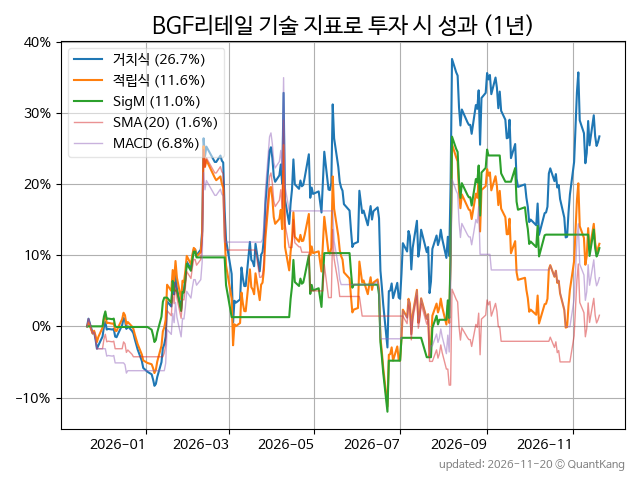 BGF리테일 기술 지표로 투자 시 성과 (1년)
거치식 (26.7%)
적립식 (11.6%)
SigM (11.0%)
SMA(20) (1.6%)
MACD (6.8%)
40%
30%
20%
10%
0%
−10%
2026-01 2026-03 2026-05 2026-07 2026-09 2026-11
updated: 2026-11-20 © QuantKang